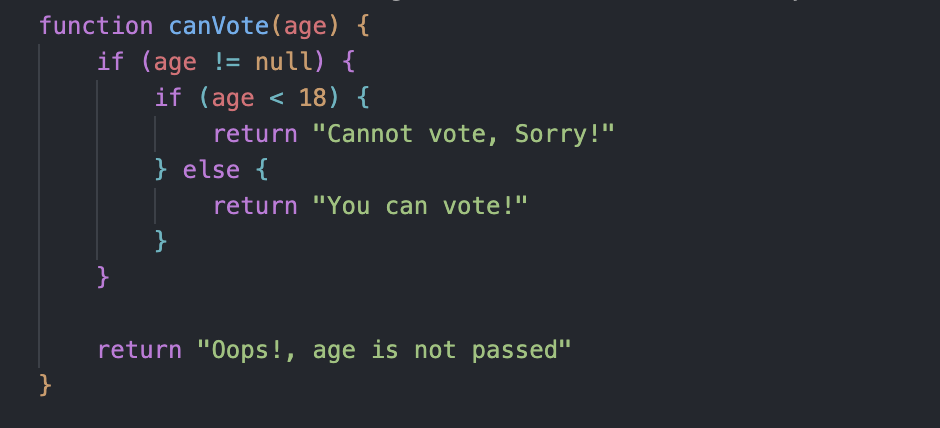 function canVote(age) {
    if (age != null) {
        if (age < 18) {
            return "Cannot vote, Sorry!"
        } else {
            return "You can vote!"
        }
    }

    return "Oops!, age is not passed"
}